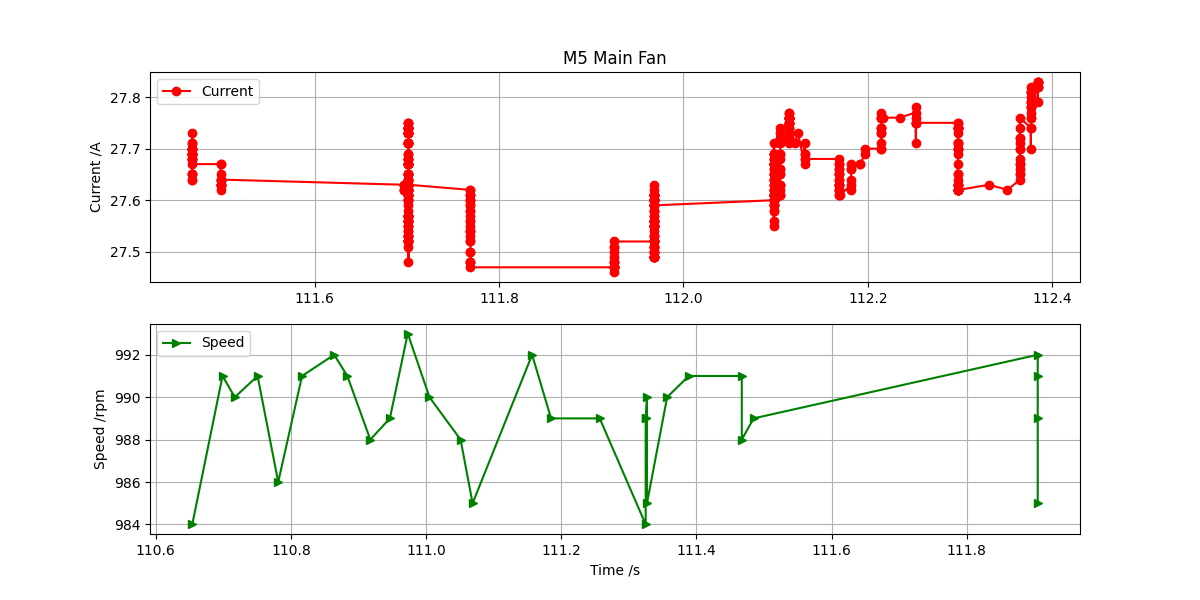 M5 Main Fan
Current
Current /A
27.8
27.7
27.6
27.5
111.6 111.8 112.0 112.2 112.4
Speed
Speed /rpm
992
990
988
986
984
110.6 110.8 111.0 111.2 111.4 111.6 111.8
Time /s